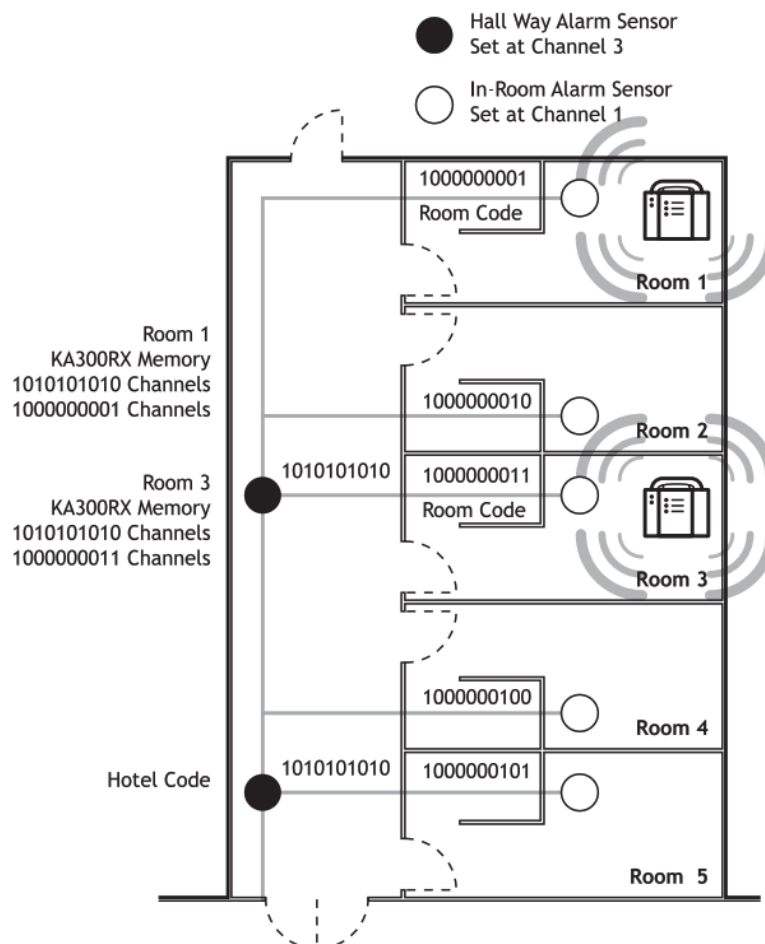 Hall Way Alarm Sensor
Set at Channel 3
In-Room Alarm Sensor
Set at Channel 1
1000000001
Room Code
Room 1
Room 1
KA300RX Memory
1010101010 Channels
1000000001 Channels
1000000010
Room 2
1010101010
1000000011
Room Code
Room 3
KA300RX Memory
1010101010 Channels
1000000011 Channels
Room 3
1000000100
Room 4
Hotel Code
1010101010
1000000101
Room 5